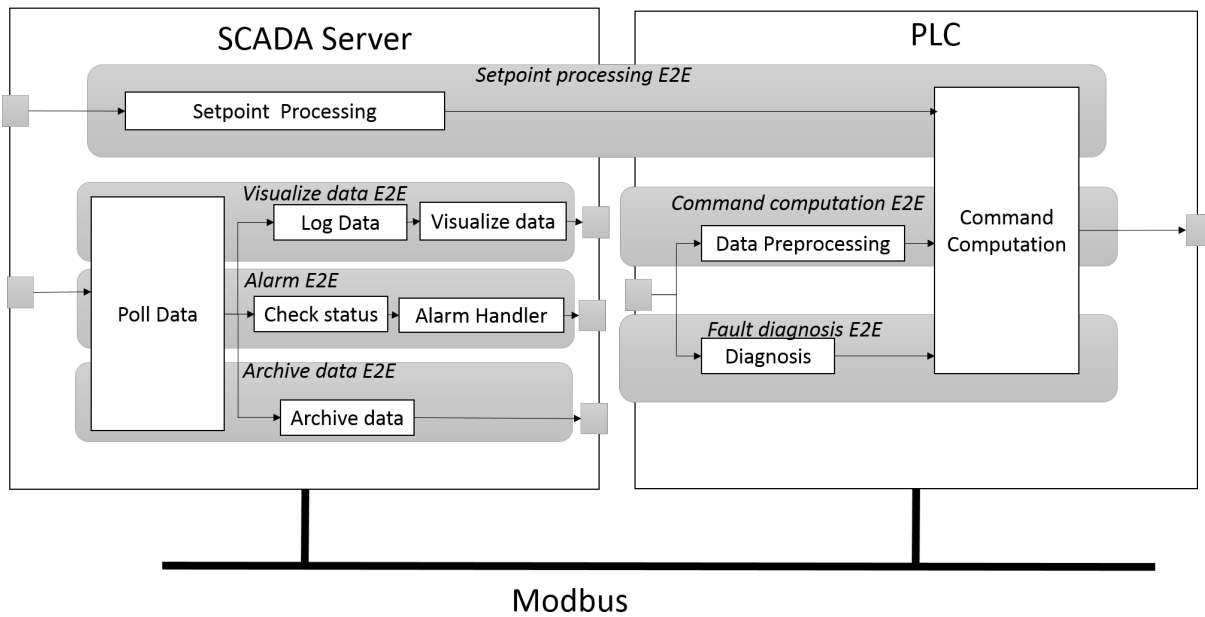 SCADA Server
PLC
Setpoint processing E2E
Setpoint Processing
Visualize data E2E
Log Data
Visualize data
Alarm E2E
Poll Data
Check status
Alarm Handler
Archive data E2E
Archive data
Command computation E2E
Data Preprocessing
Command
Computation
Fault diagnosis E2E
Diagnosis
Modbus